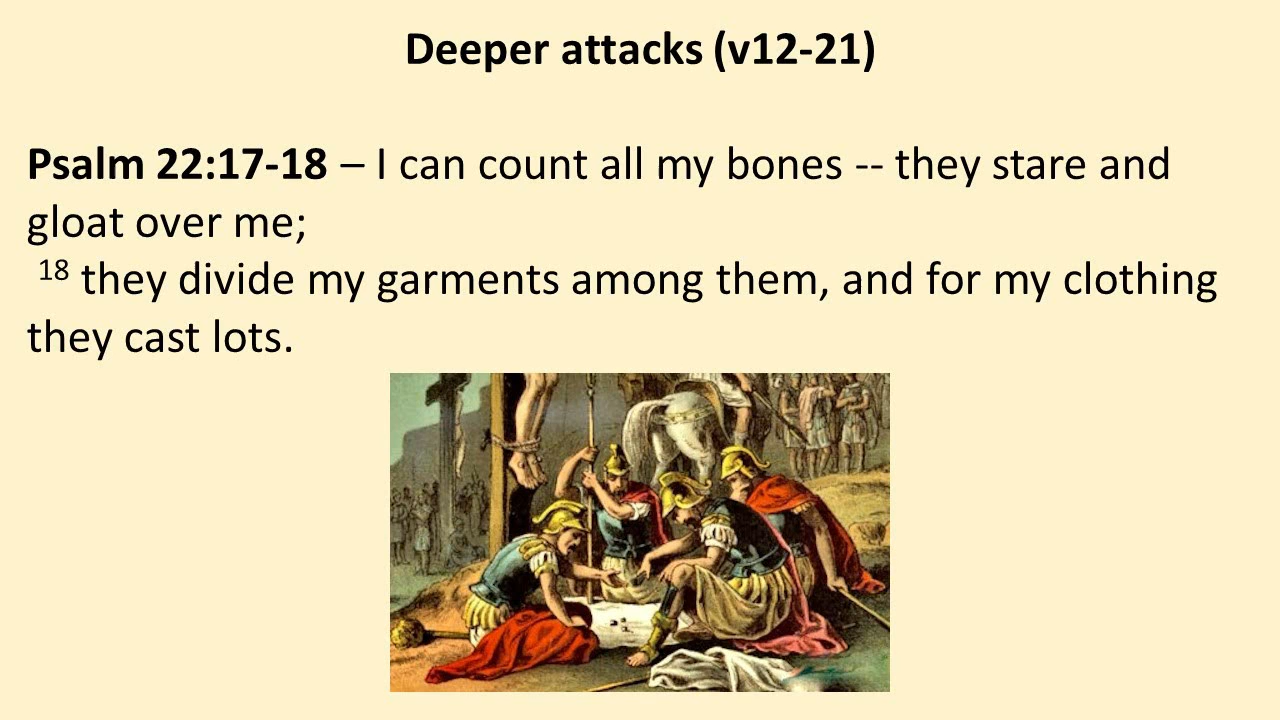 Deeper attacks (v12-21)
Psalm 22:17-18 – I can count all my bones -- they stare and
gloat over me;
18 they divide my garments among them, and for my clothing
they cast lots.